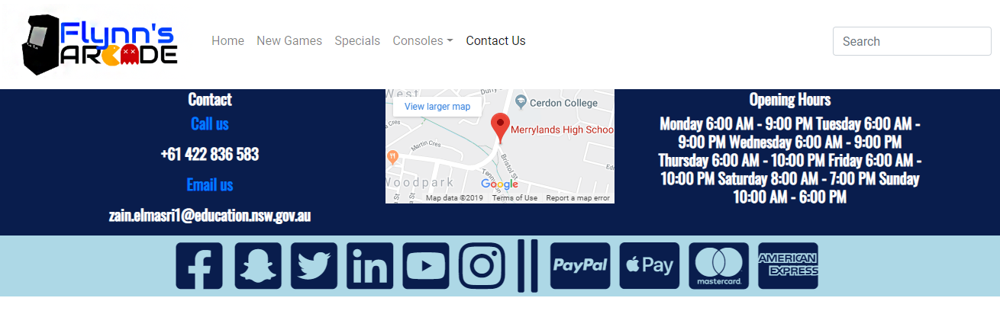 Flynn's
ARCADE
Home New Games Specials Consoles Contact Us
Search
Contact
Call us
+61 422 836 583
Email us
zain.elmasri1@education.nsw.gov.au
West
View larger map
Cerdon College
Merrylands High Schoo
Cres
Martin Cres
Bristol St
Woodpark
Google
Map data ©2019 Terms of Use Report a map error
Opening Hours
Monday 6:00 AM - 9:00 PM Tuesday 6:00 AM -
9:00 PM Wednesday 6:00 AM - 9:00 PM
Thursday 6:00 AM - 10:00 PM Friday 6:00 AM -
10:00 PM Saturday 8:00 AM - 7:00 PM Sunday
10:00 AM - 6:00 PM
in
PayPal
Pay
mastercard.
AMERICAN
EXPRESS